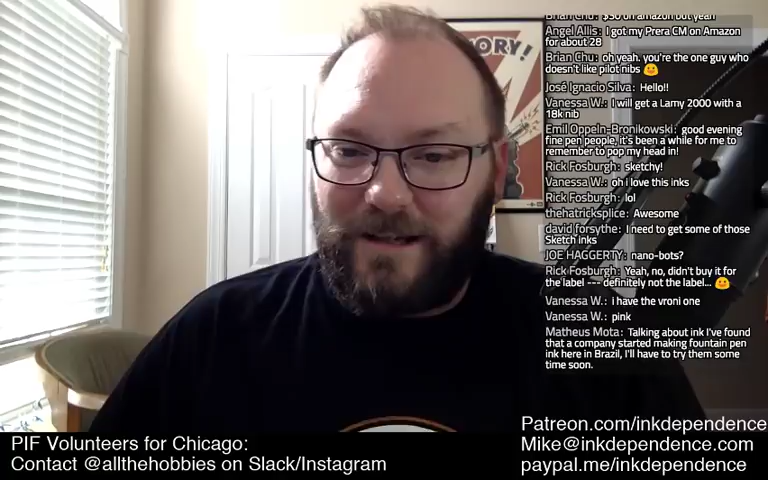 ORY!
Brian Chu: $30 on amazon but yeah
Angel Allis: I got my Prera CM on Amazon
for about 28
Brian Chu: oh yeah. you're the one guy who
doesn't like pilot nibs
José Ignacio Silva: Hello!!
Vanessa W.: I will get a Lamy 2000 with a
18k nib
Emil Oppeln-Bronikowski: good evening
fine pen people, it's been a while for me to
remember to pop my head in!
Rick Fosburgh: sketchy!
Vanessa W.: oh i love this inks
Rick Fosburgh: lol
thehatricksplice: Awesome
david forsythe: I need to get some of those
Sketch inks
JOE HAGGERTY: nano-bots?
Rick Fosburgh: Yeah, no, didn't buy it for
the label --- definitely not the label...
Vanessa W.: i have the vroni one
Vanessa W.: pink
Matheus Mota: Talking about ink I've found
that a company started making fountain pen
ink here in Brazil, I'll have to try them some
time soon.
PIF Volunteers for Chicago:
Contact @allthehobbies on Slack/Instagram
Patreon.com/inkdependence
Mike@inkdependence.com
paypal.me/inkdependence